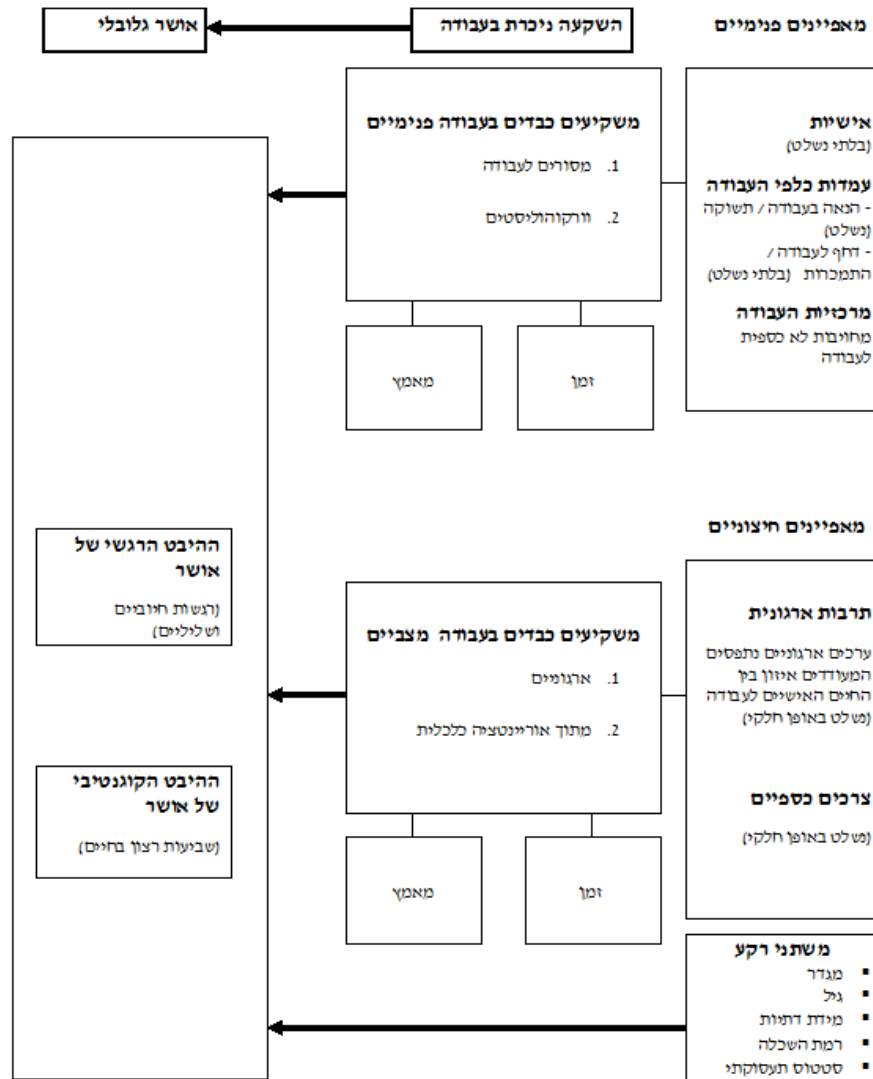 מאפיינים פנימיים
השקעה ניכרת בעבודה
אושר גלובלי
אישיות
(בלתי נשלט)
עמדות כלפי העבודה
- הנאה בעבודה / תשוקה
(נשלט)
- דחף לעבודה /
התמכרות (בלתי נשלט)
מרכזיות העבודה
מחויבות לא כספית
לעבודה
משקיעים כבדים בעבודה פנימיים
1. מסורים לעבודה
2. וורקוהוליסטים
זמן
מאמץ
מאפיינים חיצוניים
תרבות ארגונית
ערכים ארגוניים נתפסים
המעודדים איזון בין
החיים האישיים לעבודה
(נשלט באופן חלקי)
צרכים כספיים
(נשלט באופן חלקי)
משקיעים כבדים בעבודה מצביים
1. ארגוניים
2. מתוך אוריינטציה כלכלית
זמן
מאמץ
ההיבט הרגשי של
אושר
(רגשות חיוביים
ושליליים)
ההיבט הקוגנטיבי
של אושר
(שביעות רצון בחיים)
משתני רקע
▪ מגדר
▪ גיל
▪ מידת דתיות
▪ רמת השכלה
▪ סטטוס תעסוקתי